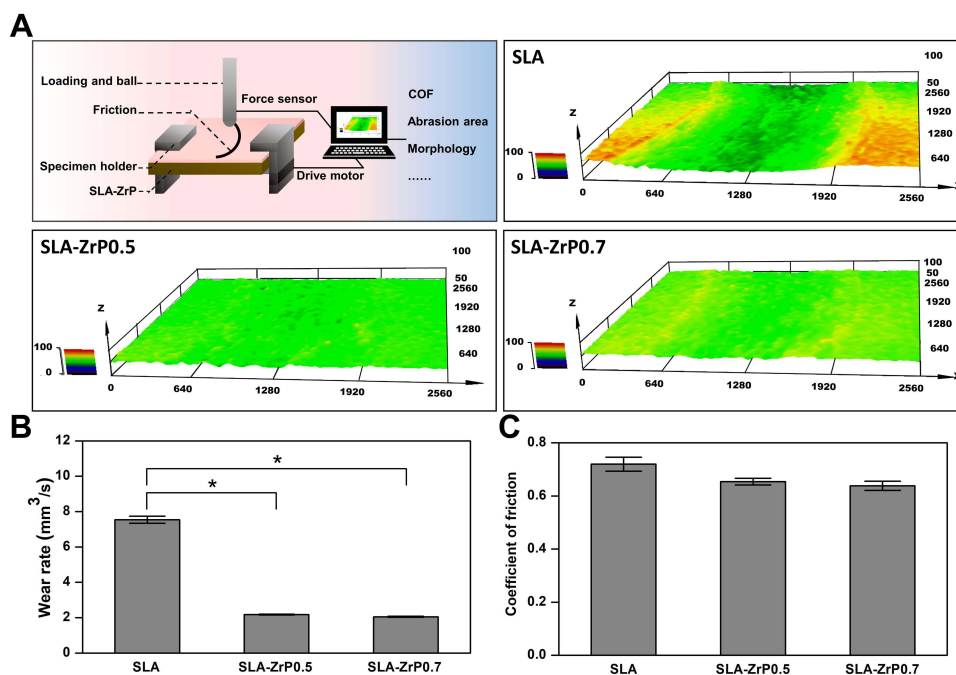 A
Loading and ball
Friction
Specimen holder
SLA-ZrP
Force sensor
Drive motor
COF
Abrasion area
Morphology
......
SLA
100
50
2560
1920
1280
640
z
100
0
0 640 1280 1920 2560
SLA-ZrP0.5
100
50
2560
1920
1280
640
z
100
0
0 640 1280 1920 2560
SLA-ZrP0.7
100
50
2560
1920
1280
640
z
100
0
0 640 1280 1920 2560
B
Wear rate (mm³/s)
12
10
8
6
4
2
0
*
*
SLA SLA-ZrP0.5 SLA-ZrP0.7
C
Coefficient of friction
0.8
0.6
0.4
0.2
0.0
SLA SLA-ZrP0.5 SLA-ZrP0.7